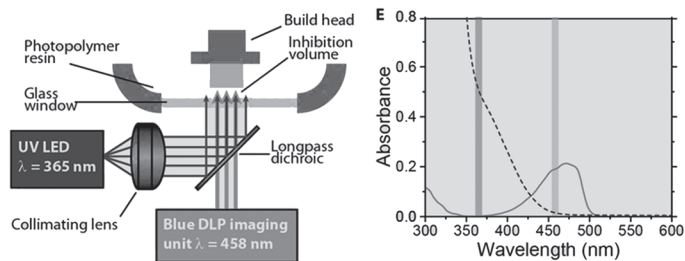 Build head
Photopolymer
resin
Inhibition
volume
Glass
window
UV LED
λ = 365 nm
Longpass
dichroic
Collimating lens
Blue DLP imaging
unit λ = 458 nm
E
0.8
0.6
0.4
0.2
0.0
Absorbance
300 350 400 450 500 550 600
Wavelength (nm)